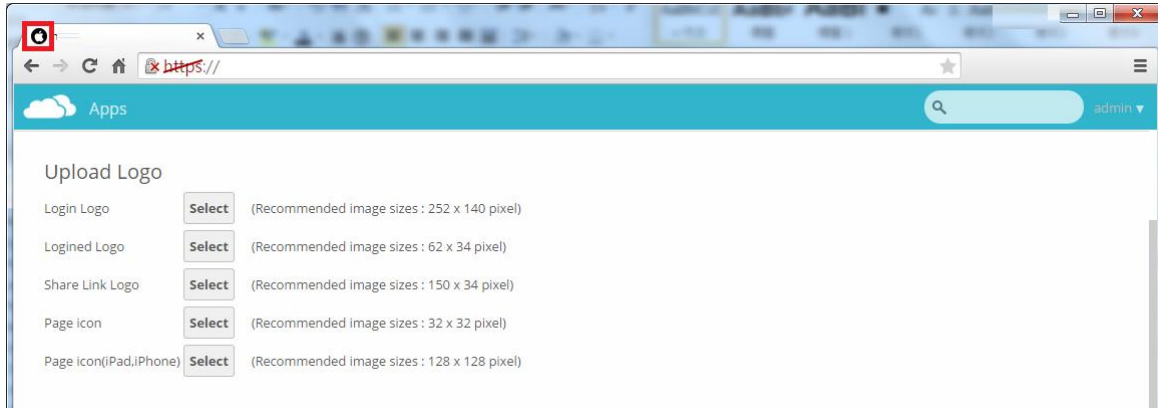 https://
Apps
admin ▼
Upload Logo
Login Logo Select (Recommended image sizes : 252 x 140 pixel)
Logined Logo Select (Recommended image sizes : 62 x 34 pixel)
Share Link Logo Select (Recommended image sizes : 150 x 34 pixel)
Page icon Select (Recommended image sizes : 32 x 32 pixel)
Page icon(iPad,iPhone) Select (Recommended image sizes : 128 x 128 pixel)